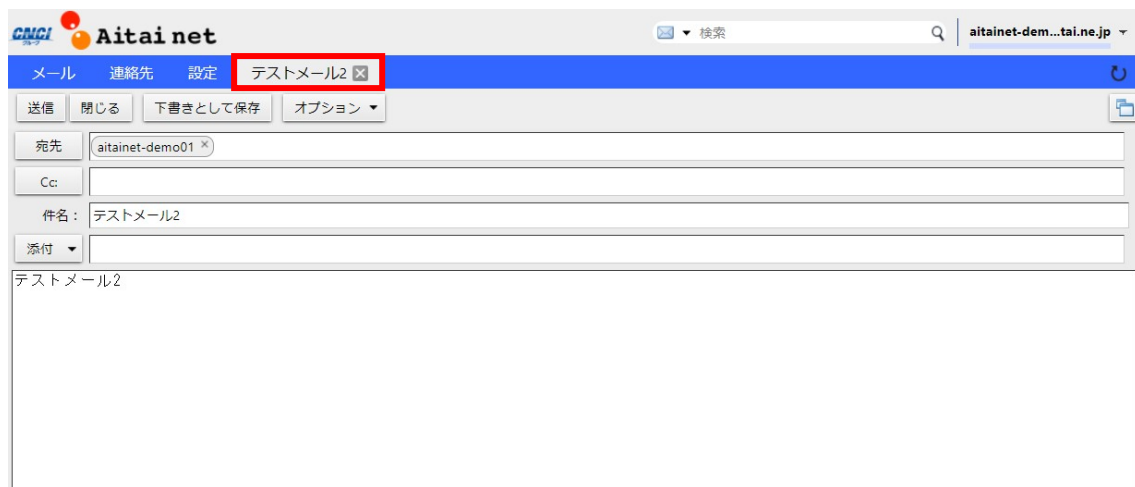 CNCI グループ Aitai net 検索 aitainet-dem...tai.ne.jp
メール 連絡先 設定 テストメール2
送信 閉じる 下書きとして保存 オプション
宛先 aitainet-demo01
Cc:
件名： テストメール2
添付
テストメール2